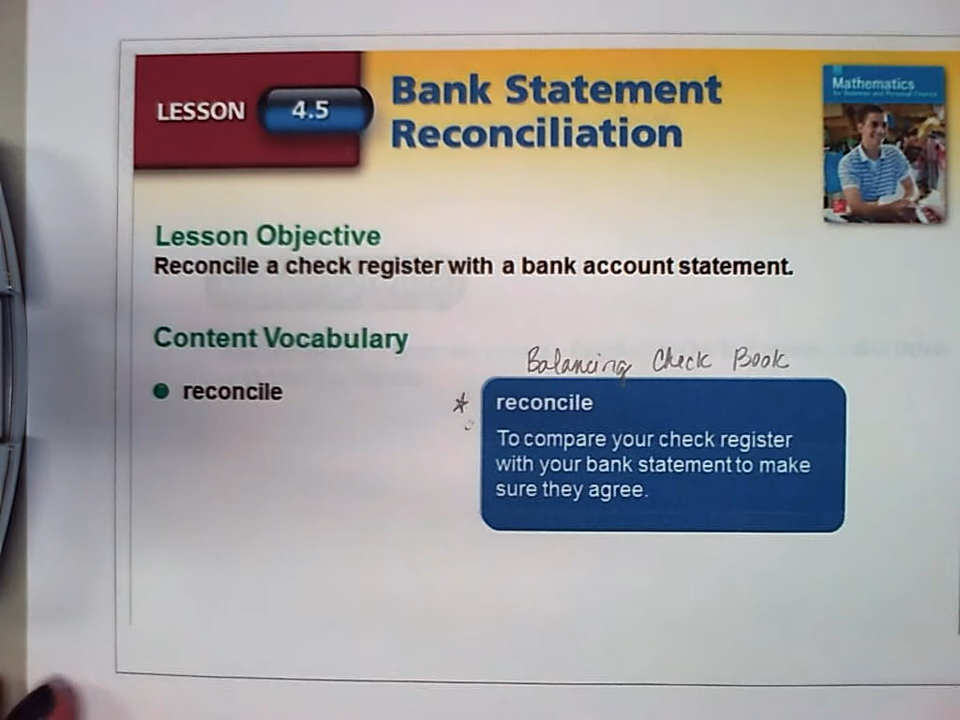 LESSON 4.5
Bank Statement
Reconciliation
Mathematics
Lesson Objective
Reconcile a check register with a bank account statement.
Content Vocabulary
Balancing Check Book
reconcile
* reconcile
To compare your check register
with your bank statement to make
sure they agree.